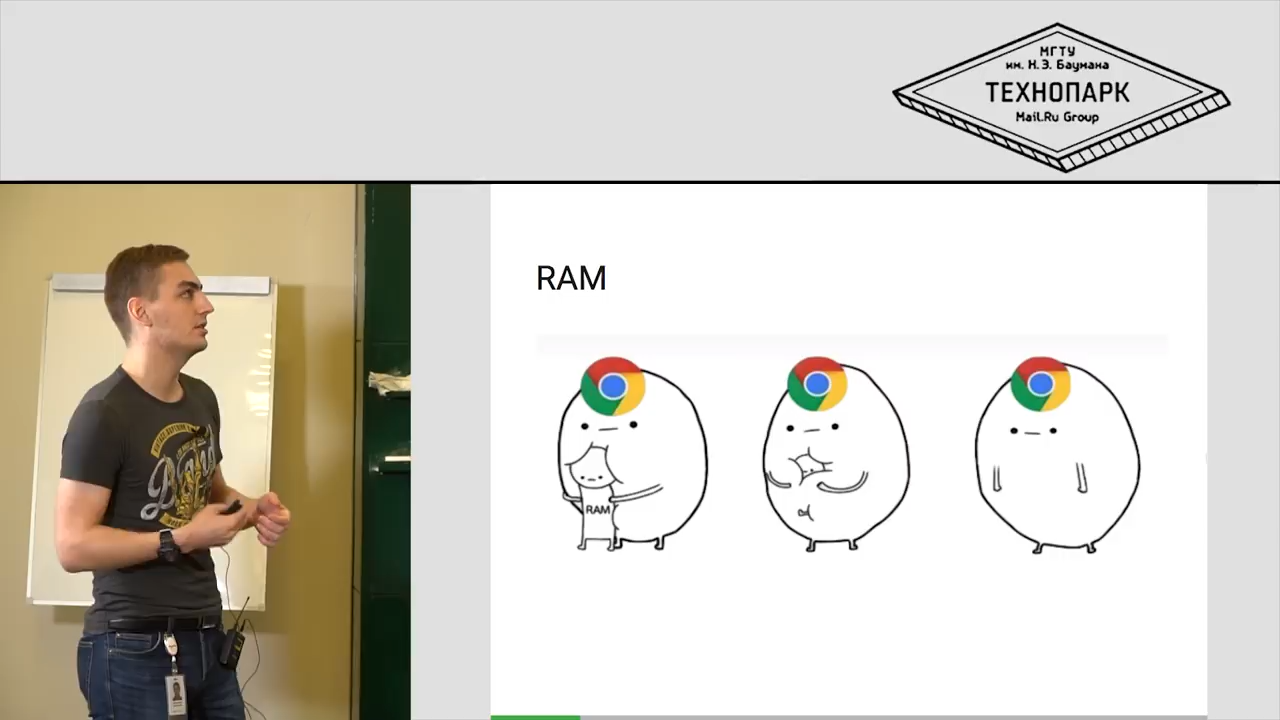 МГТУ
им. Н.Э. Баумана
ТЕХНОПАРК
Mail.Ru Group
RAM
RAM